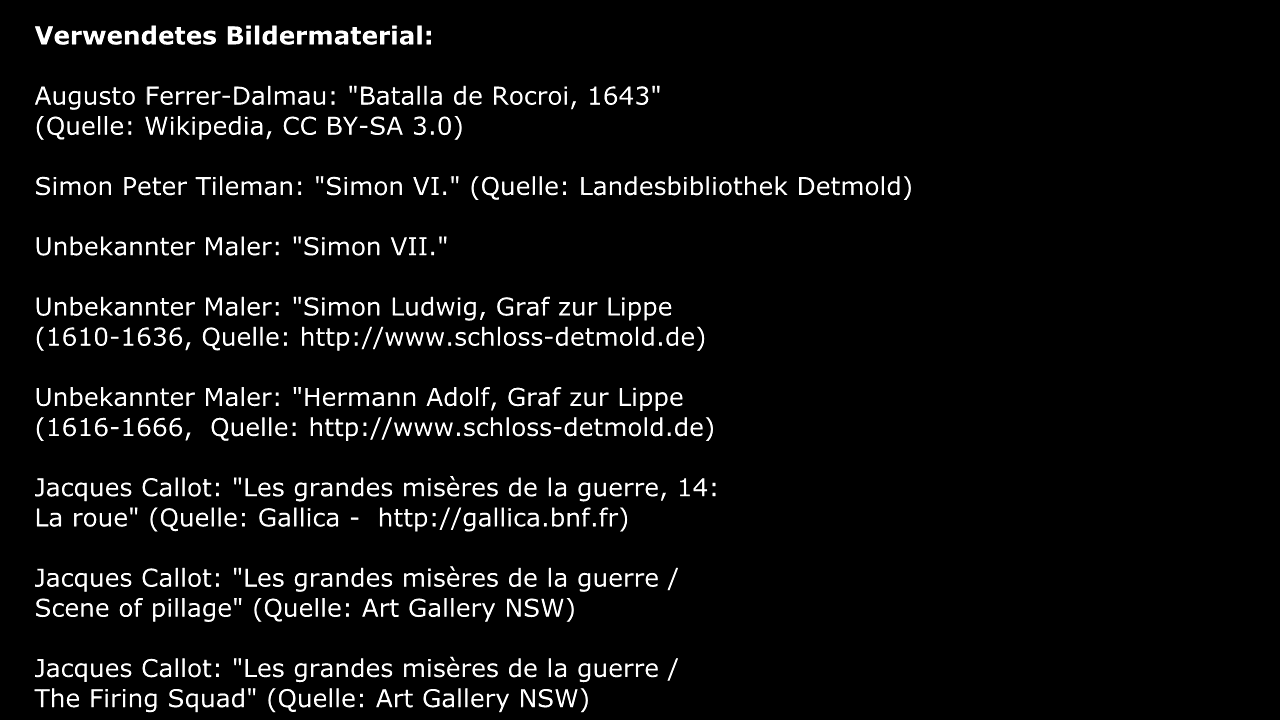 Verwendetes Bildermaterial:
Augusto Ferrer-Dalmau: "Batalla de Rocroi, 1643"
(Quelle: Wikipedia, CC BY-SA 3.0)
Simon Peter Tileman: "Simon VI." (Quelle: Landesbibliothek Detmold)
Unbekannter Maler: "Simon VII."
Unbekannter Maler: "Simon Ludwig, Graf zur Lippe
(1610-1636, Quelle: http://www.schloss-detmold.de)
Unbekannter Maler: "Hermann Adolf, Graf zur Lippe
(1616-1666,  Quelle: http://www.schloss-detmold.de)
Jacques Callot: "Les grandes misères de la guerre, 14:
La roue" (Quelle: Gallica -  http://gallica.bnf.fr)
Jacques Callot: "Les grandes misères de la guerre /
Scene of pillage" (Quelle: Art Gallery NSW)
Jacques Callot: "Les grandes misères de la guerre /
The Firing Squad" (Quelle: Art Gallery NSW)